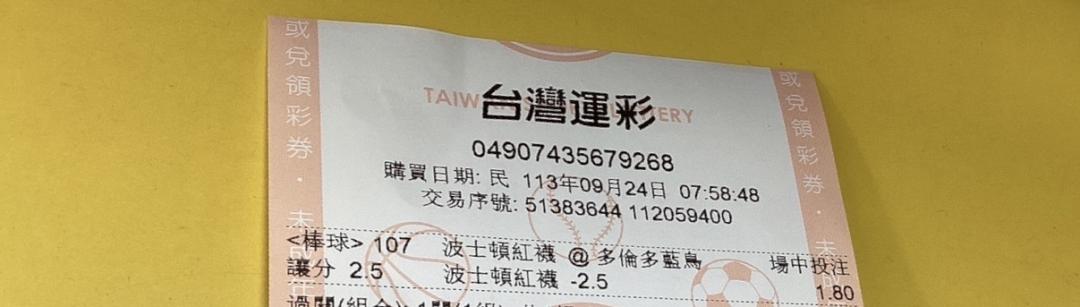 台灣運彩
04907435679268
購買日期: 民 113年09月24日 07:58:48
交易序號: 51383644 112059400
<棒球> 107 波士頓紅襪 @ 多倫多藍鳥 場中投注
讓分 2.5 波士頓紅襪 -2.5 1.80
或兌領彩券・未
或兌領彩券・未